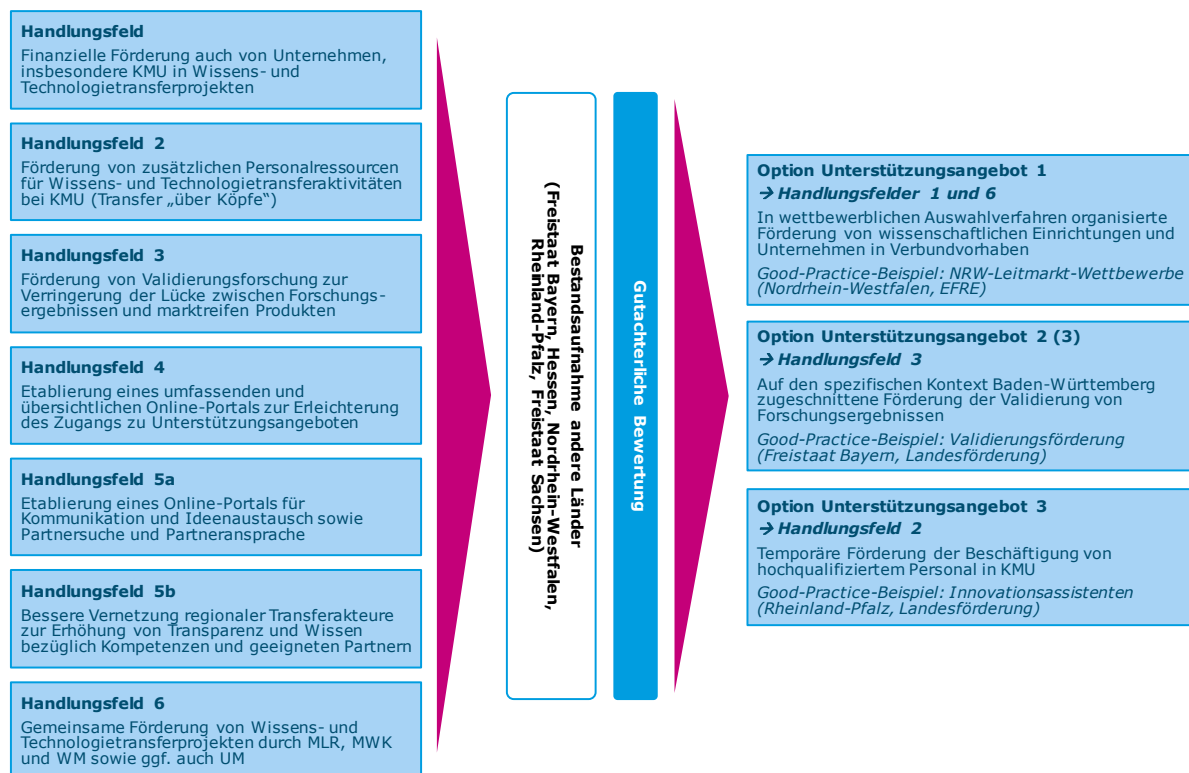 Handlungsfeld
Finanzielle Förderung auch von Unternehmen,
insbesondere KMU in Wissens- und
Technologietransferprojekten
Handlungsfeld 2
Förderung von zusätzlichen Personalressourcen
für Wissens- und Technologietransferaktivitäten
bei KMU (Transfer „über Köpfe“)
Handlungsfeld 3
Förderung von Validierungsforschung zur
Verringerung der Lücke zwischen Forschungs-
ergebnissen und marktreifen Produkten
Handlungsfeld 4
Etablierung eines umfassenden und
übersichtlichen Online-Portals zur Erleichterung
des Zugangs zu Unterstützungsangeboten
Handlungsfeld 5a
Etablierung eines Online-Portals für
Kommunikation und Ideenaustausch sowie
Partnersuche und Partneransprache
Handlungsfeld 5b
Bessere Vernetzung regionaler Transferakteure
zur Erhöhung von Transparenz und Wissen
bezüglich Kompetenzen und geeigneten Partnern
Handlungsfeld 6
Gemeinsame Förderung von Wissens- und
Technologietransferprojekten durch MLR, MWK
und WM sowie ggf. auch UM
Bestandsaufnahme andere Länder
(Freistaat Bayern, Hessen, Nordrhein-Westfalen,
Rheinland-Pfalz, Freistaat Sachsen)
Gutachterliche Bewertung
Option Unterstützungsangebot 1
→ Handlungsfelder 1 und 6
In wettbewerblichen Auswahlverfahren organisierte
Förderung von wissenschaftlichen Einrichtungen und
Unternehmen in Verbundvorhaben
Good-Practice-Beispiel: NRW-Leitmarkt-Wettbewerbe
(Nordrhein-Westfalen, EFRE)
Option Unterstützungsangebot 2 (3)
→ Handlungsfeld 3
Auf den spezifischen Kontext Baden-Württemberg
zugeschnittene Förderung der Validierung von
Forschungsergebnissen
Good-Practice-Beispiel: Validierungsförderung
(Freistaat Bayern, Landesförderung)
Option Unterstützungsangebot 3
→ Handlungsfeld 2
Temporäre Förderung der Beschäftigung von
hochqualifiziertem Personal in KMU
Good-Practice-Beispiel: Innovationsassistenten
(Rheinland-Pfalz, Landesförderung)